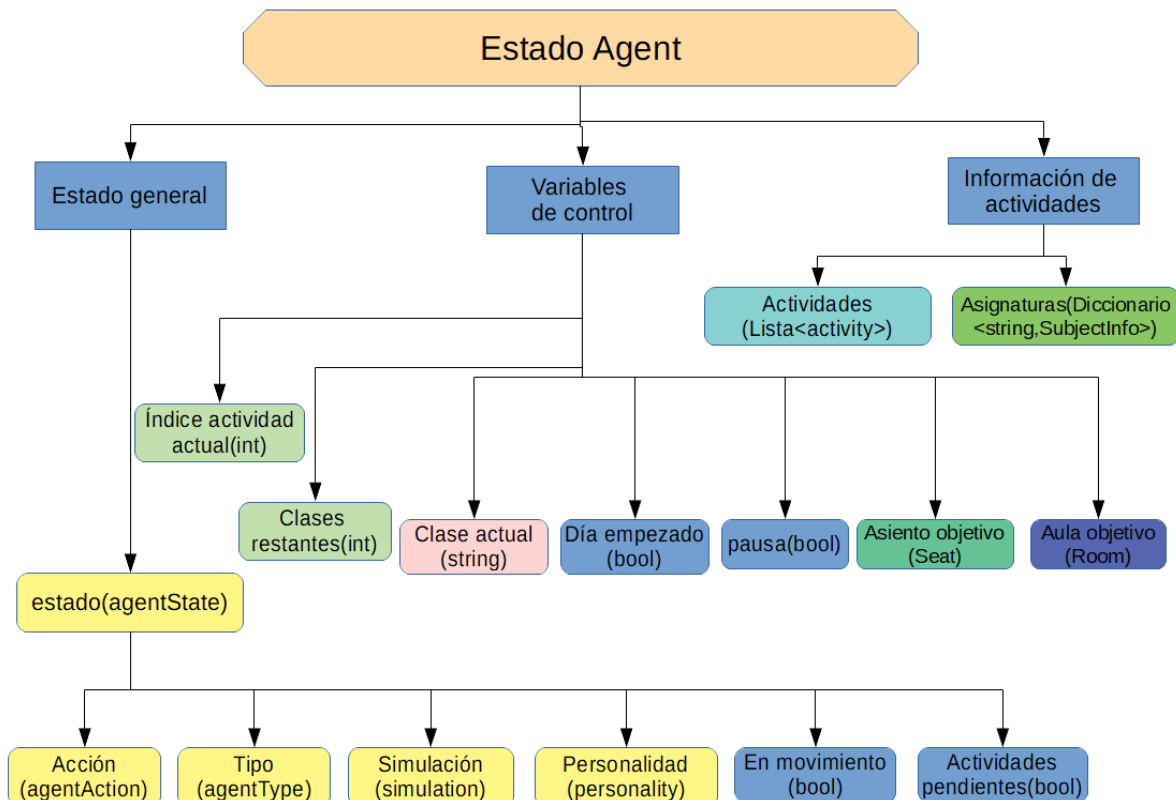 Estado Agent
Estado general
Variables
de control
Información de
actividades
Actividades
(Lista<activity>)
Asignaturas(Diccionario
<string,SubjectInfo>)
Índice actividad
actual(int)
Clases
restantes(int)
Clase actual
(string)
Día empezado
(bool)
pausa(bool)
Asiento objetivo
(Seat)
Aula objetivo
(Room)
estado(agentState)
Acción
(agentAction)
Tipo
(agentType)
Simulación
(simulation)
Personalidad
(personality)
En movimiento
(bool)
Actividades
pendientes(bool)